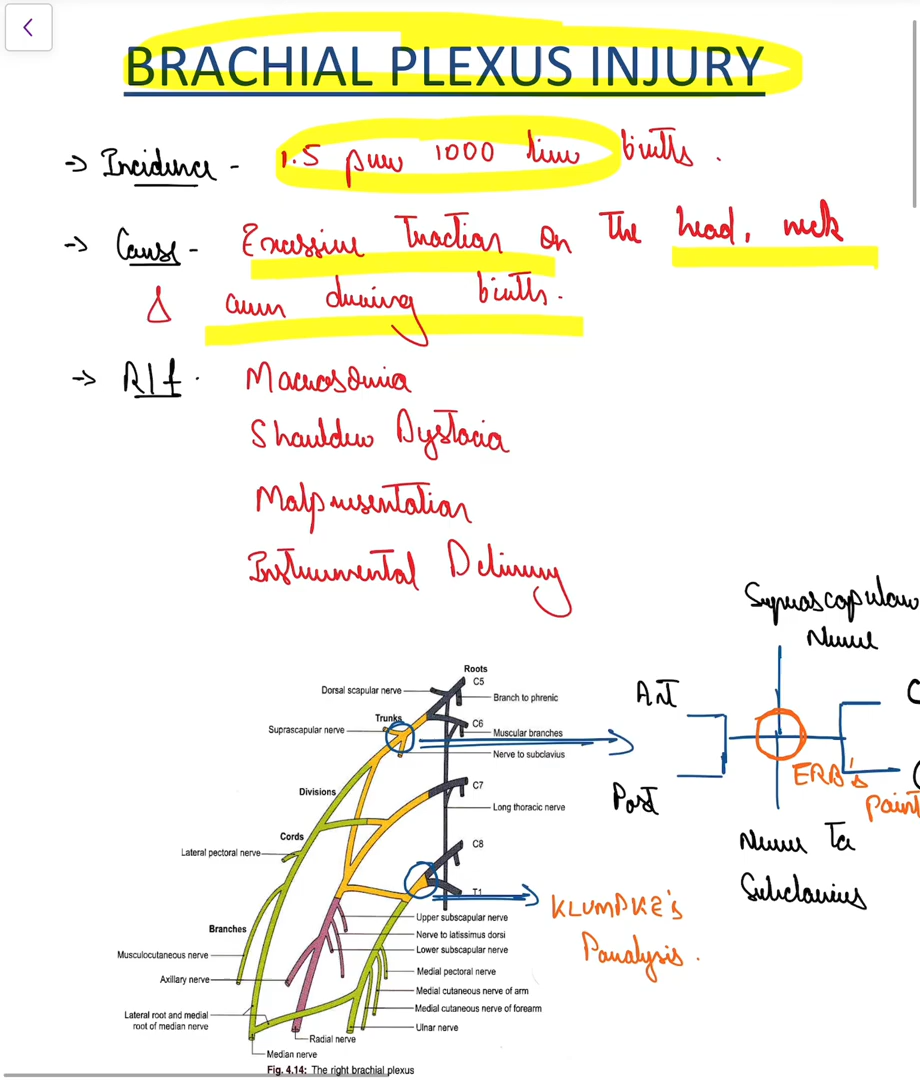 BRACHIAL PLEXUS INJURY
-> Incidence - 1.5 per 1000 live births.
-> Cause - Excessive Traction on The head, neck
& arm during birth.
-> R/f. Macrosomia
Shoulder Dystocia
Malpresentation
Instrumental Delivery
Suprascapular
Nerve
Ant
C
ERB's
Point
Post
C
Nerve To
Subclavius
KLUMPKE's
Paralysis.
Roots
C5
Dorsal scapular nerve
Branch to phrenic
Trunks
C6
Suprascapular nerve
Muscular branches
Nerve to subclavius
Divisions
C7
Long thoracic nerve
Cords
C8
Lateral pectoral nerve
T1
Upper subscapular nerve
Branches
Nerve to latissimus dorsi
Lower subscapular nerve
Musculocutaneous nerve
Medial pectoral nerve
Axillary nerve
Medial cutaneous nerve of arm
Medial cutaneous nerve of forearm
Lateral root and medial
root of median nerve
Ulnar nerve
Radial nerve
Median nerve
Fig. 4.14: The right brachial plexus